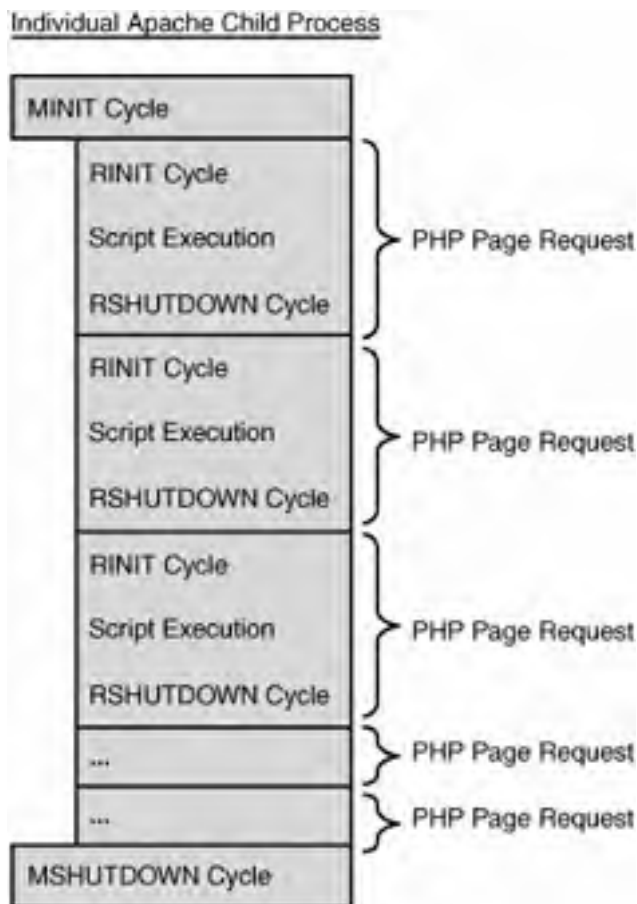 Individual Apache Child Process
MINIT Cycle
RINIT Cycle
Script Execution
PHP Page Request
RSHUTDOWN Cycle
RINIT Cycle
Script Execution
PHP Page Request
RSHUTDOWN Cycle
RINIT Cycle
Script Execution
PHP Page Request
RSHUTDOWN Cycle
...
PHP Page Request
...
PHP Page Request
MSHUTDOWN Cycle